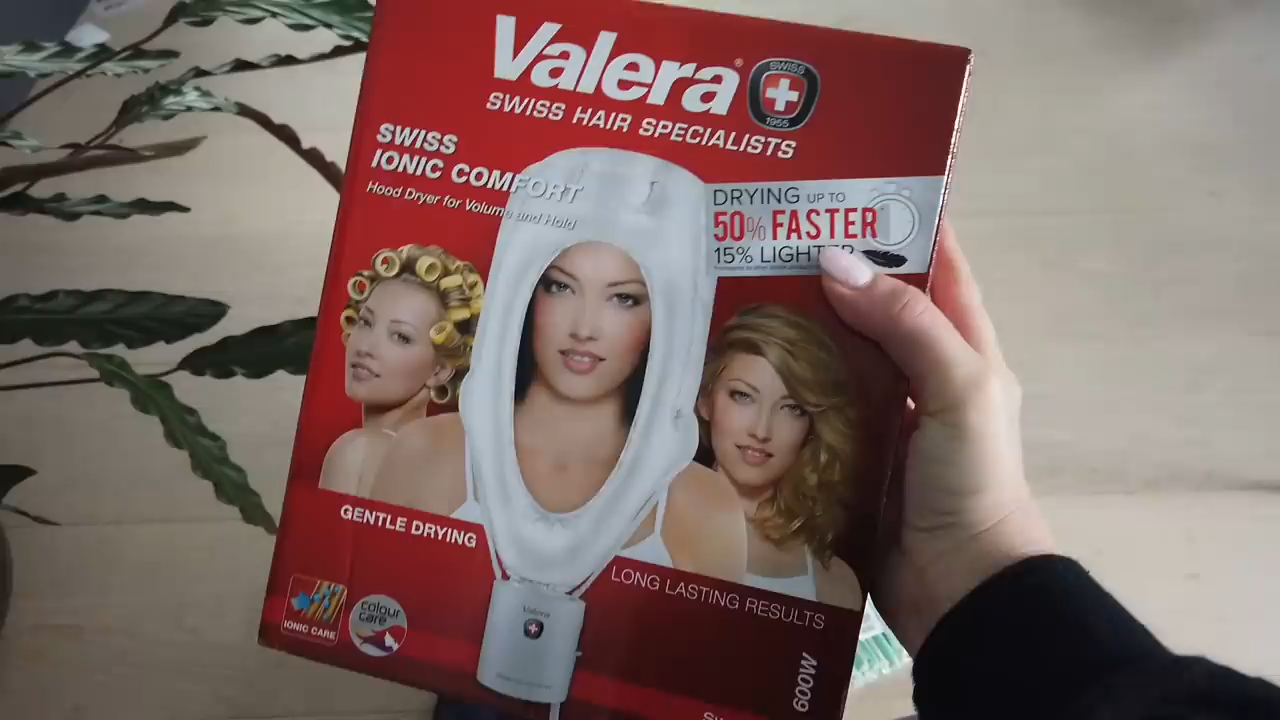 Valera®
SWISS
1955
SWISS HAIR SPECIALISTS
SWISS
IONIC COMFORT
Hood Dryer for Volume and Hold
DRYING UP TO
50% FASTER
15% LIGHTER
GENTLE DRYING
LONG LASTING RESULTS
IONIC CARE
colour
care
Valera
600W